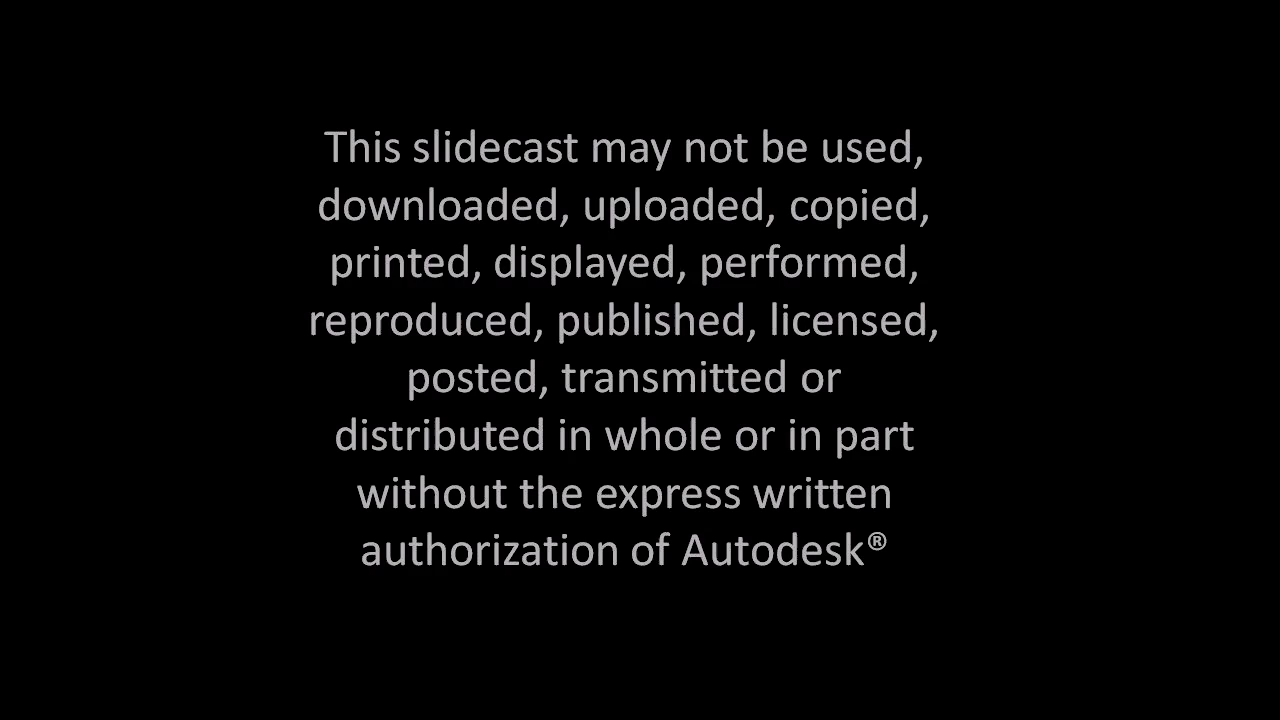 This slidecast may not be used,
downloaded, uploaded, copied,
printed, displayed, performed,
reproduced, published, licensed,
posted, transmitted or
distributed in whole or in part
without the express written
authorization of Autodesk®